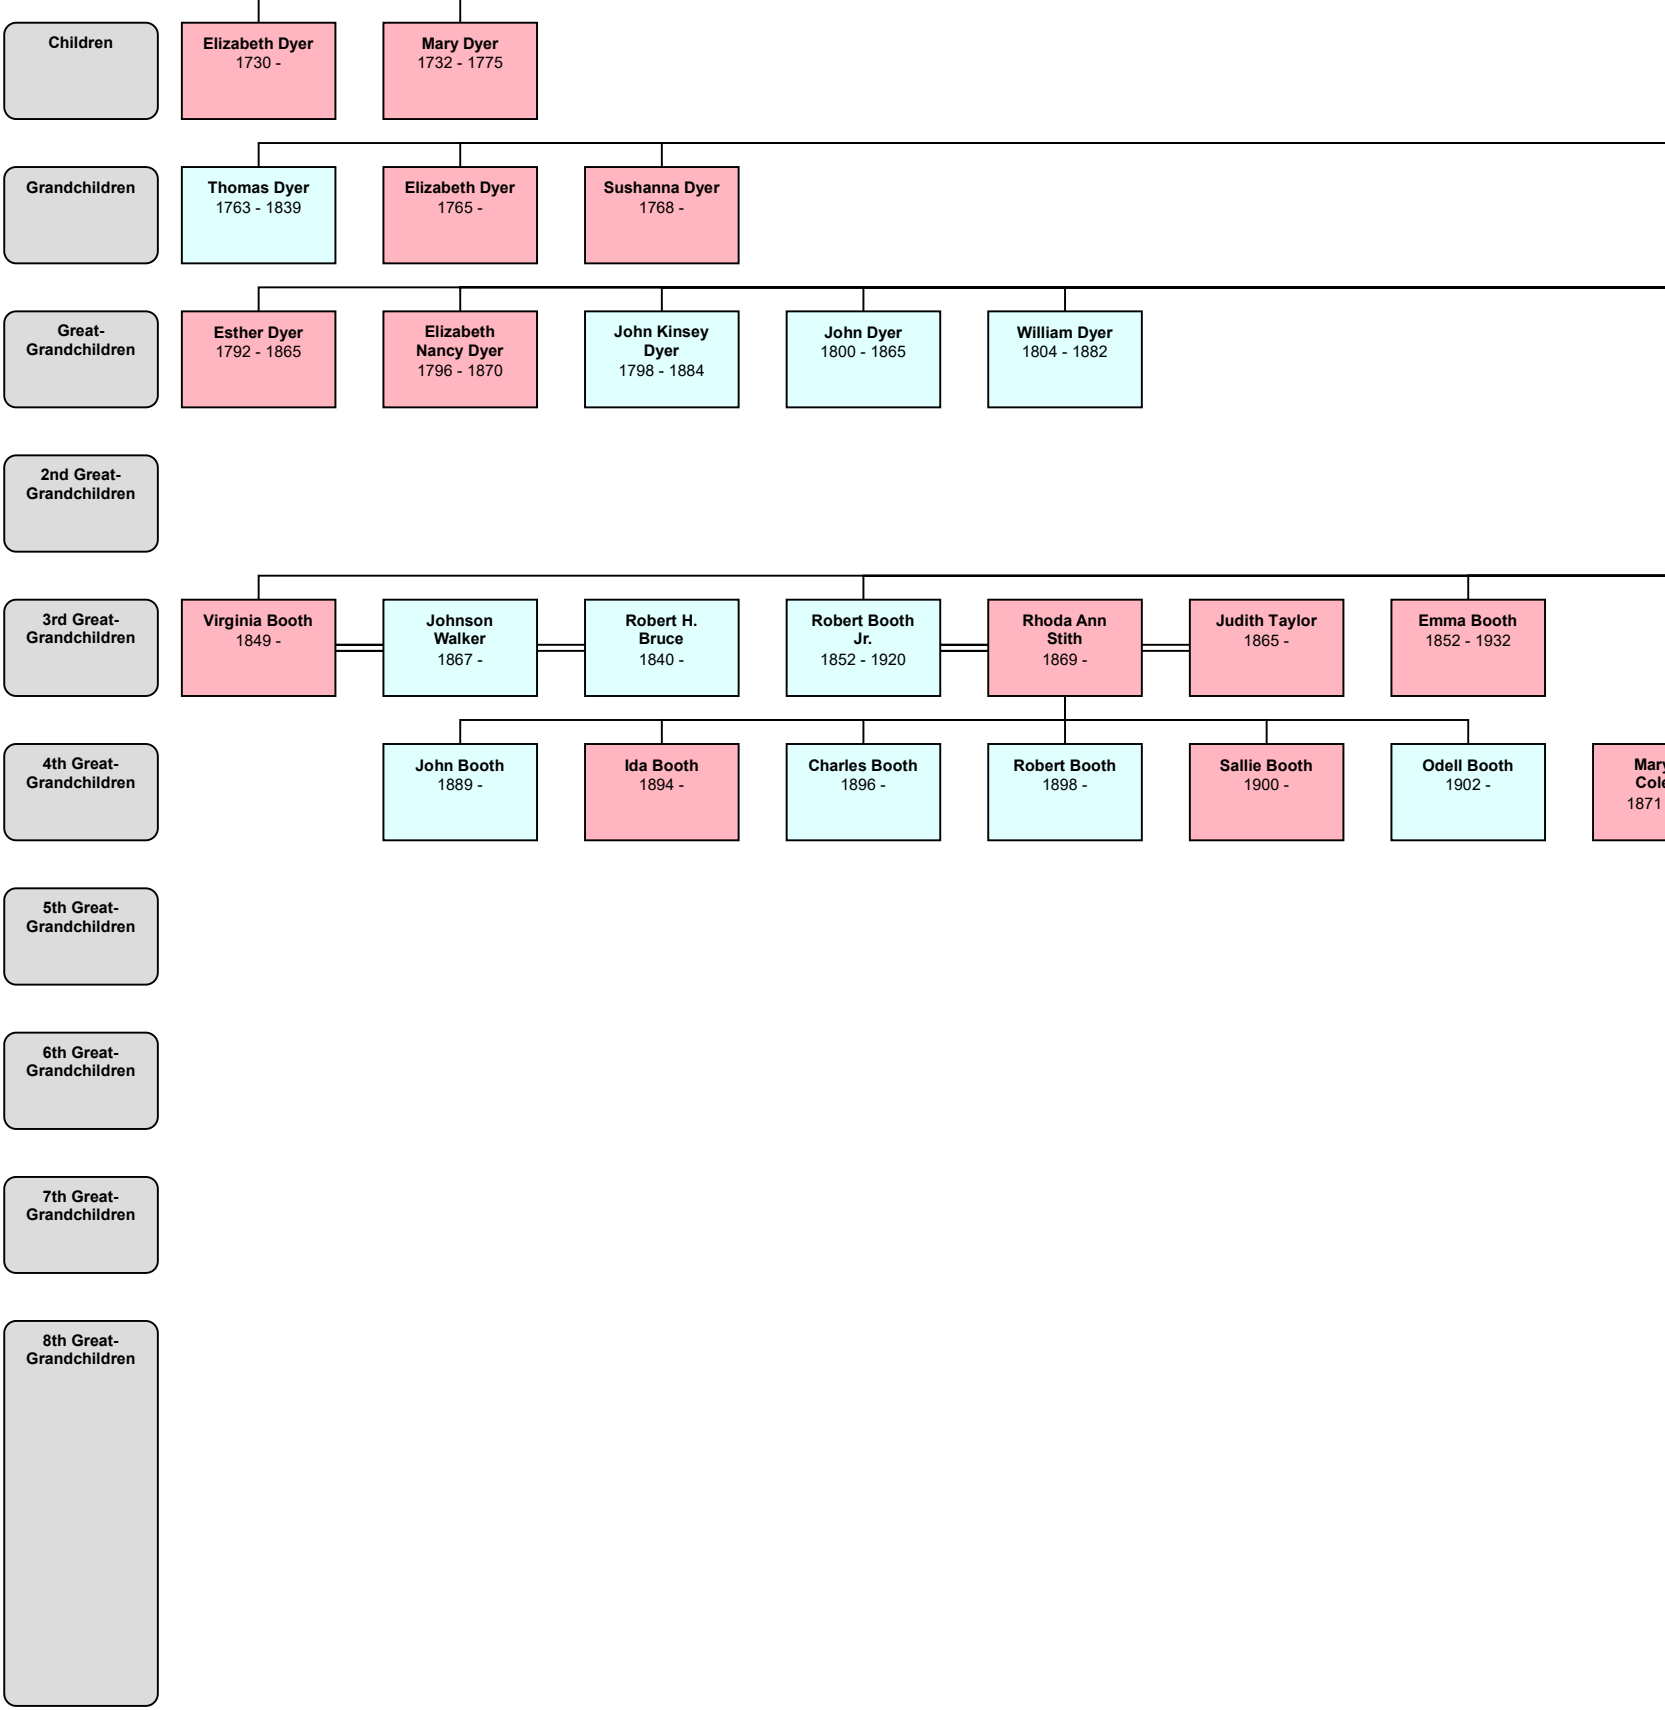 Children
Elizabeth Dyer
1730 -
Mary Dyer
1732 - 1775
Grandchildren
Thomas Dyer
1763 - 1839
Elizabeth Dyer
1765 -
Sushanna Dyer
1768 -
Great-
Grandchildren
Esther Dyer
1792 - 1865
Elizabeth
Nancy Dyer
1796 - 1870
John Kinsey
Dyer
1798 - 1884
John Dyer
1800 - 1865
William Dyer
1804 - 1882
2nd Great-
Grandchildren
3rd Great-
Grandchildren
Virginia Booth
1849 -
Johnson
Walker
1867 -
Robert H.
Bruce
1840 -
Robert Booth
Jr.
1852 - 1920
Rhoda Ann
Stith
1869 -
Judith Taylor
1865 -
Emma Booth
1852 - 1932
4th Great-
Grandchildren
John Booth
1889 -
Ida Booth
1894 -
Charles Booth
1896 -
Robert Booth
1898 -
Sallie Booth
1900 -
Odell Booth
1902 -
Mary
1871
5th Great-
Grandchildren
6th Great-
Grandchildren
7th Great-
Grandchildren
8th Great-
Grandchildren